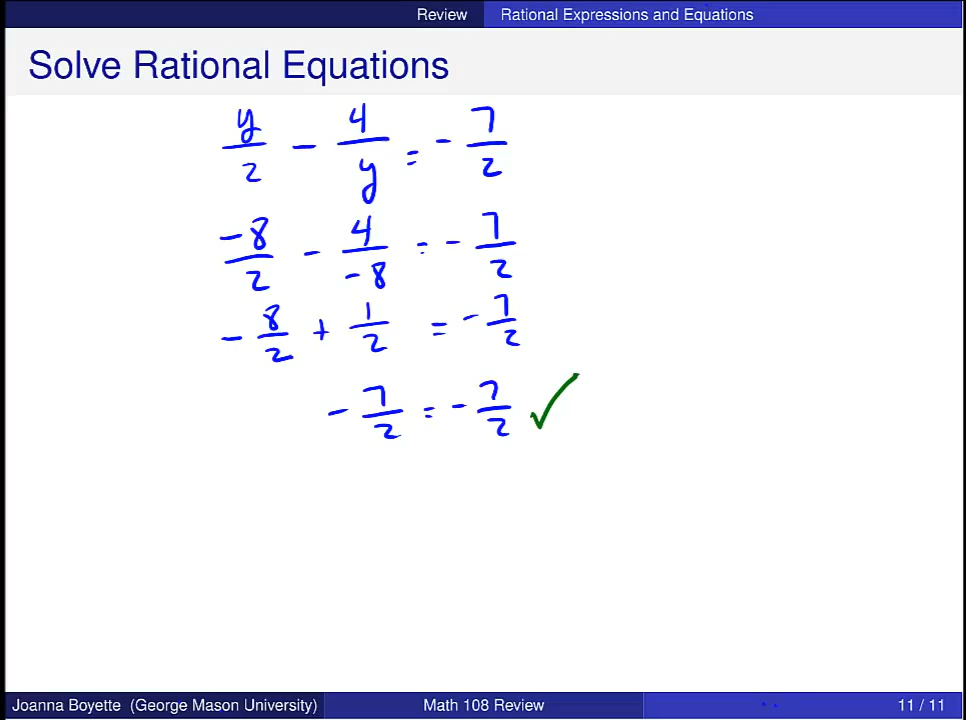 Review Rational Expressions and Equations
Solve Rational Equations
y/2 - 4/y = - 7/2
-8/2 - 4/-8 = - 7/2
- 8/2 + 1/2 = - 7/2
- 7/2 = - 7/2 ✓
Joanna Boyette (George Mason University) Math 108 Review 11 / 11